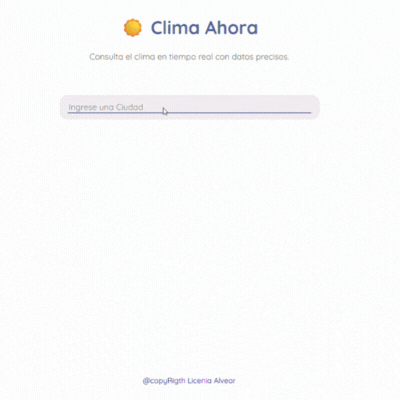 Clima Ahora
Consulta el clima en tiempo real con datos precisos.
Ingrese una Ciudad
@copyRigth Licenia Alvear